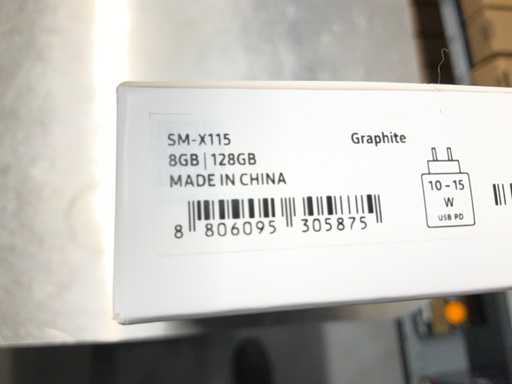 SM-X115 Graphite
8GB | 128GB
MADE IN CHINA
10 - 15
W
USB PD
8 806095 305875